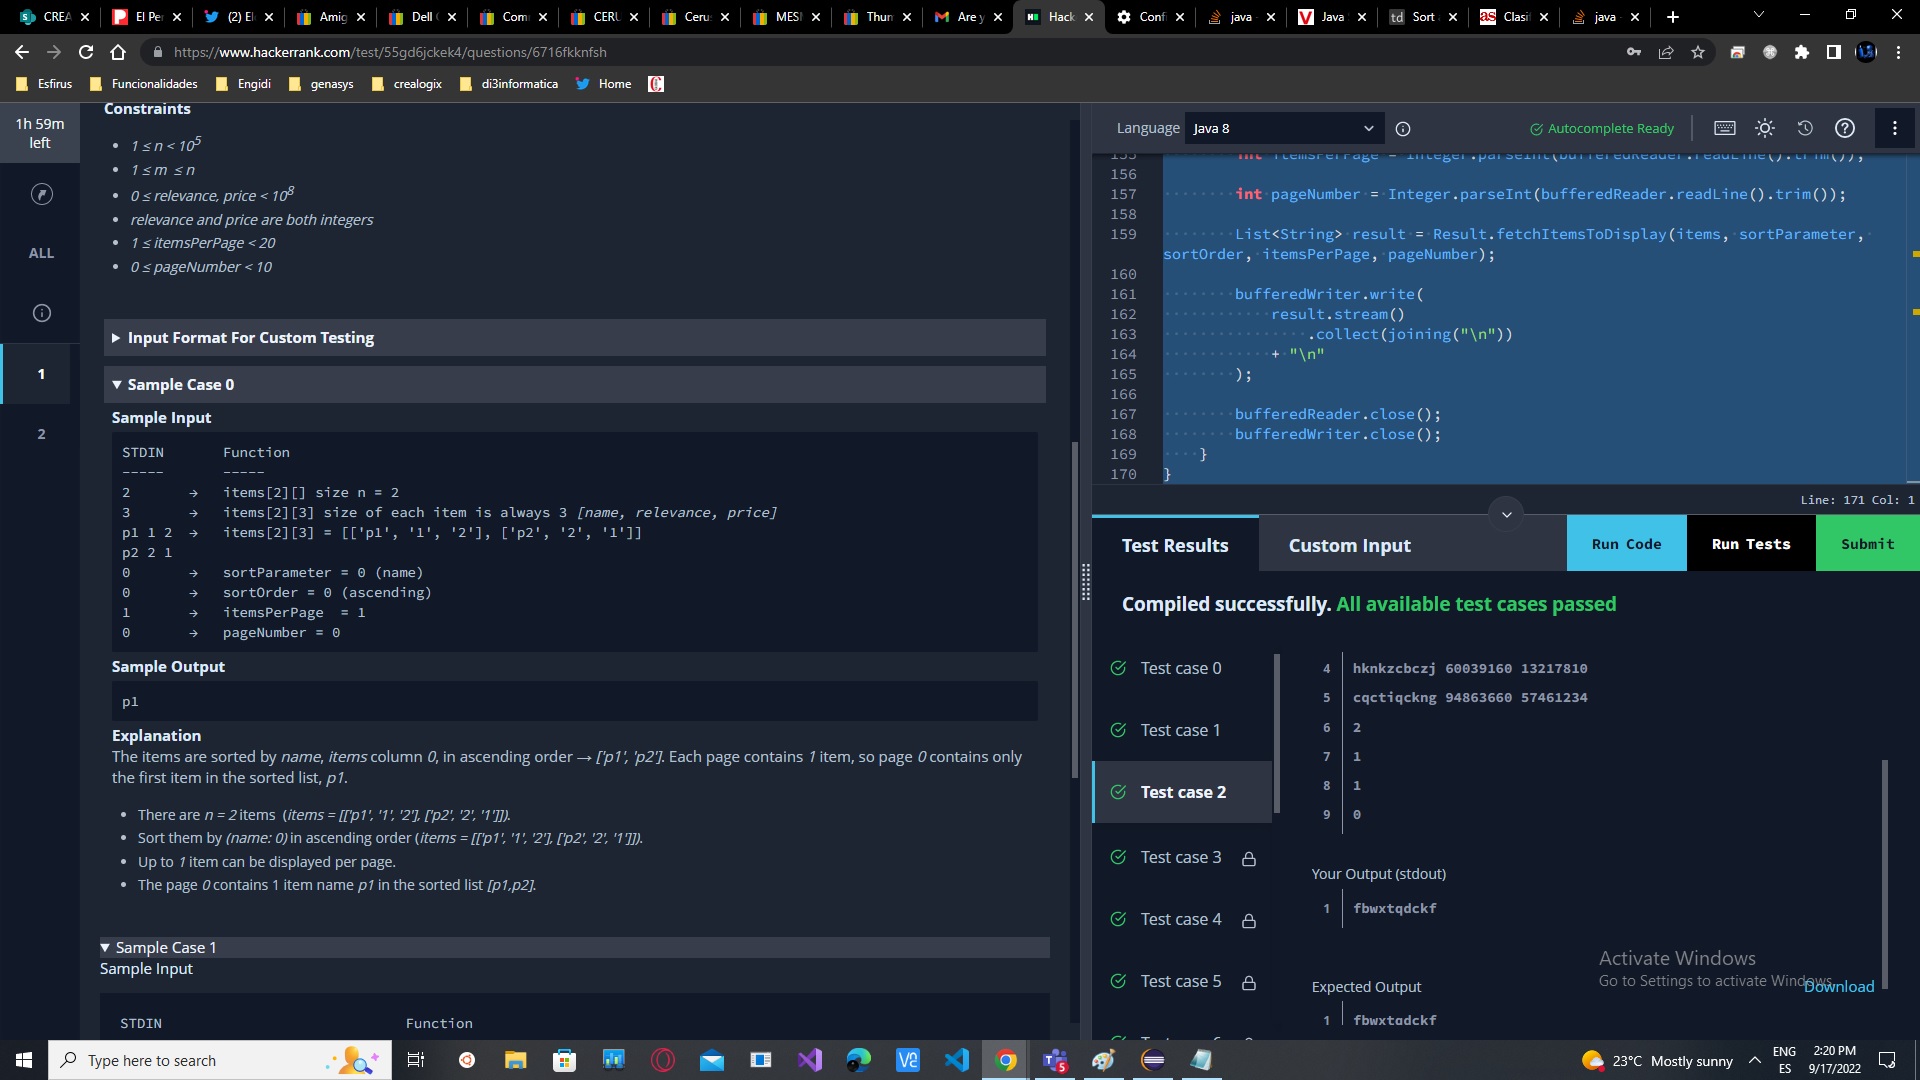 CREA
El Pe
(2) El
Amig
Dell
Com
CERU
Ceru
MESI
Thun
Are y
Hack
Conf
java
Java
Sort
Clasif
java
https://www.hackerrank.com/test/55gd6jckek4/questions/6716fkknfsh
Esfirus
Funcionalidades
Engidi
genasys
crealogix
di3informatica
Home
1h 59m
left
ALL
1
2
Constraints
1 ≤ n < 10^5
1 ≤ m ≤ n
0 ≤ relevance, price < 10^8
relevance and price are both integers
1 ≤ itemsPerPage < 20
0 ≤ pageNumber < 10
Input Format For Custom Testing
Sample Case 0
Sample Input
STDIN Function
----- -----
2 → items[2][] size n = 2
3 → items[2][3] size of each item is always 3 [name, relevance, price]
p1 1 2 → items[2][3] = [['p1', '1', '2'], ['p2', '2', '1']]
p2 2 1
0 → sortParameter = 0 (name)
0 → sortOrder = 0 (ascending)
1 → itemsPerPage = 1
0 → pageNumber = 0
Sample Output
p1
Explanation
The items are sorted by name, items column 0, in ascending order → ['p1', 'p2']. Each page contains 1 item, so page 0 contains only
the first item in the sorted list, p1.
There are n = 2 items (items = [['p1', '1', '2'], ['p2', '2', '1']]).
Sort them by (name: 0) in ascending order (items = [['p1', '1', '2'], ['p2', '2', '1']]).
Up to 1 item can be displayed per page.
The page 0 contains 1 item name p1 in the sorted list [p1,p2].
Sample Case 1
Sample Input
STDIN Function
Language Java 8
Autocomplete Ready
155 int itemsPerPage = Integer.parseInt(bufferedReader.readLine().trim());
156
157 int pageNumber = Integer.parseInt(bufferedReader.readLine().trim());
158
159 List<String> result = Result.fetchItemsToDisplay(items, sortParameter,
sortOrder, itemsPerPage, pageNumber);
160
161 bufferedWriter.write(
162 result.stream()
163 .collect(joining("\n"))
164 + "\n"
165 );
166
167 bufferedReader.close();
168 bufferedWriter.close();
169 }
170 }
Line: 171 Col: 1
Test Results
Custom Input
Run Code
Run Tests
Submit
Compiled successfully. All available test cases passed
Test case 0
Test case 1
Test case 2
Test case 3
Test case 4
Test case 5
4 hknkzcbczj 60039160 13217810
5 cqctiqckng 94863660 57461234
6 2
7 1
8 1
9 0
Your Output (stdout)
1 fbwxtqdckf
Activate Windows
Go to Settings to activate Windows.
Download
Expected Output
1 fbwxtqdckf
Type here to search
23°C Mostly sunny
ENG
ES
2:20 PM
9/17/2022